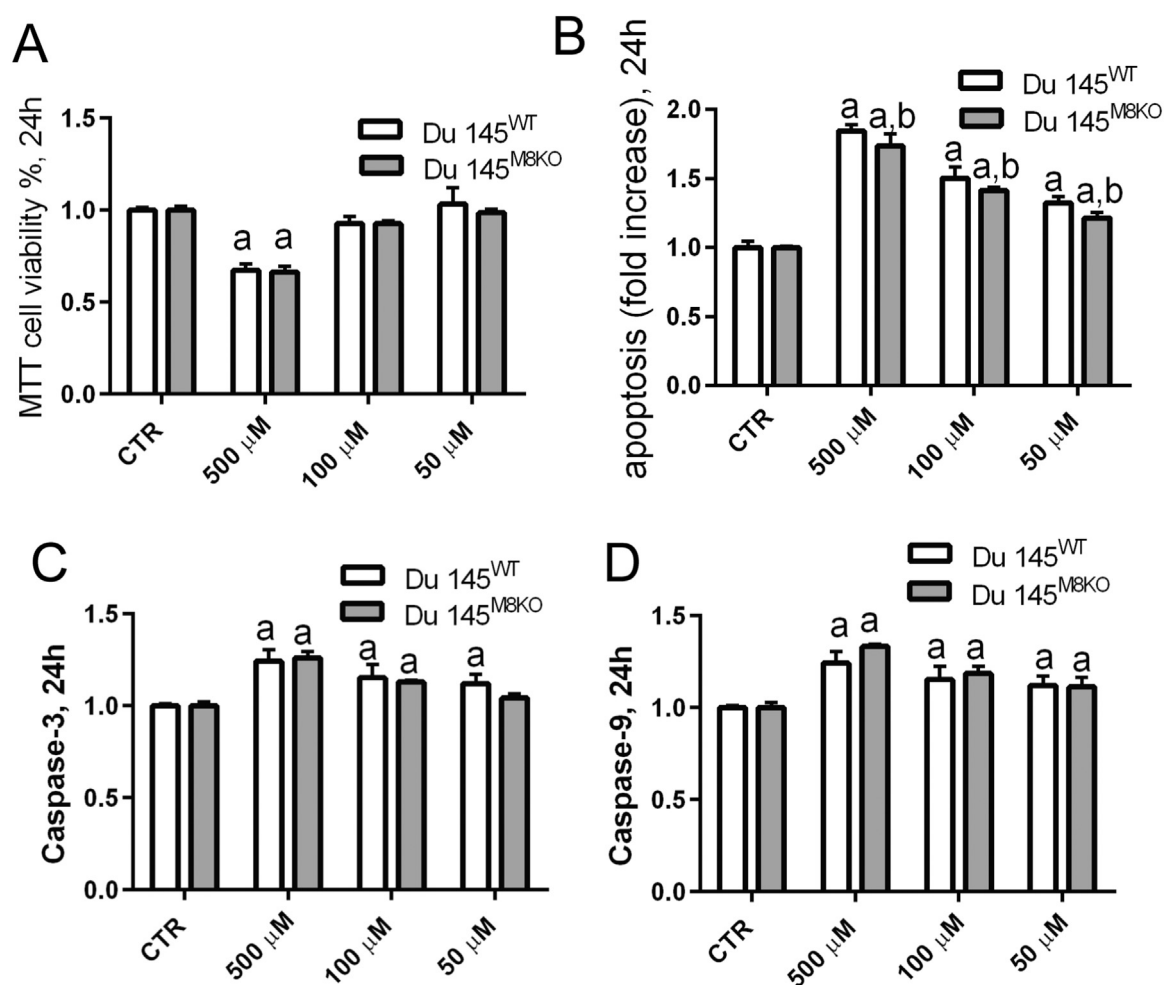 A
MTT cell viability %, 24h
Du 145WT
Du 145M8KO
1.5
1.0
0.5
0.0
a a
CTR
500 μM
100 μM
50 μM
B
apoptosis (fold increase), 24h
Du 145WT
Du 145M8KO
2.0
1.5
1.0
0.5
0.0
a a,b a a,b a a,b
CTR
500 μM
100 μM
50 μM
C
Caspase-3, 24h
Du 145WT
Du 145M8KO
1.5
1.0
0.5
0.0
a a a a a
CTR
500 μM
100 μM
50 μM
D
Caspase-9, 24h
Du 145WT
Du 145M8KO
1.5
1.0
0.5
0.0
a a a a a a
CTR
500 μM
100 μM
50 μM